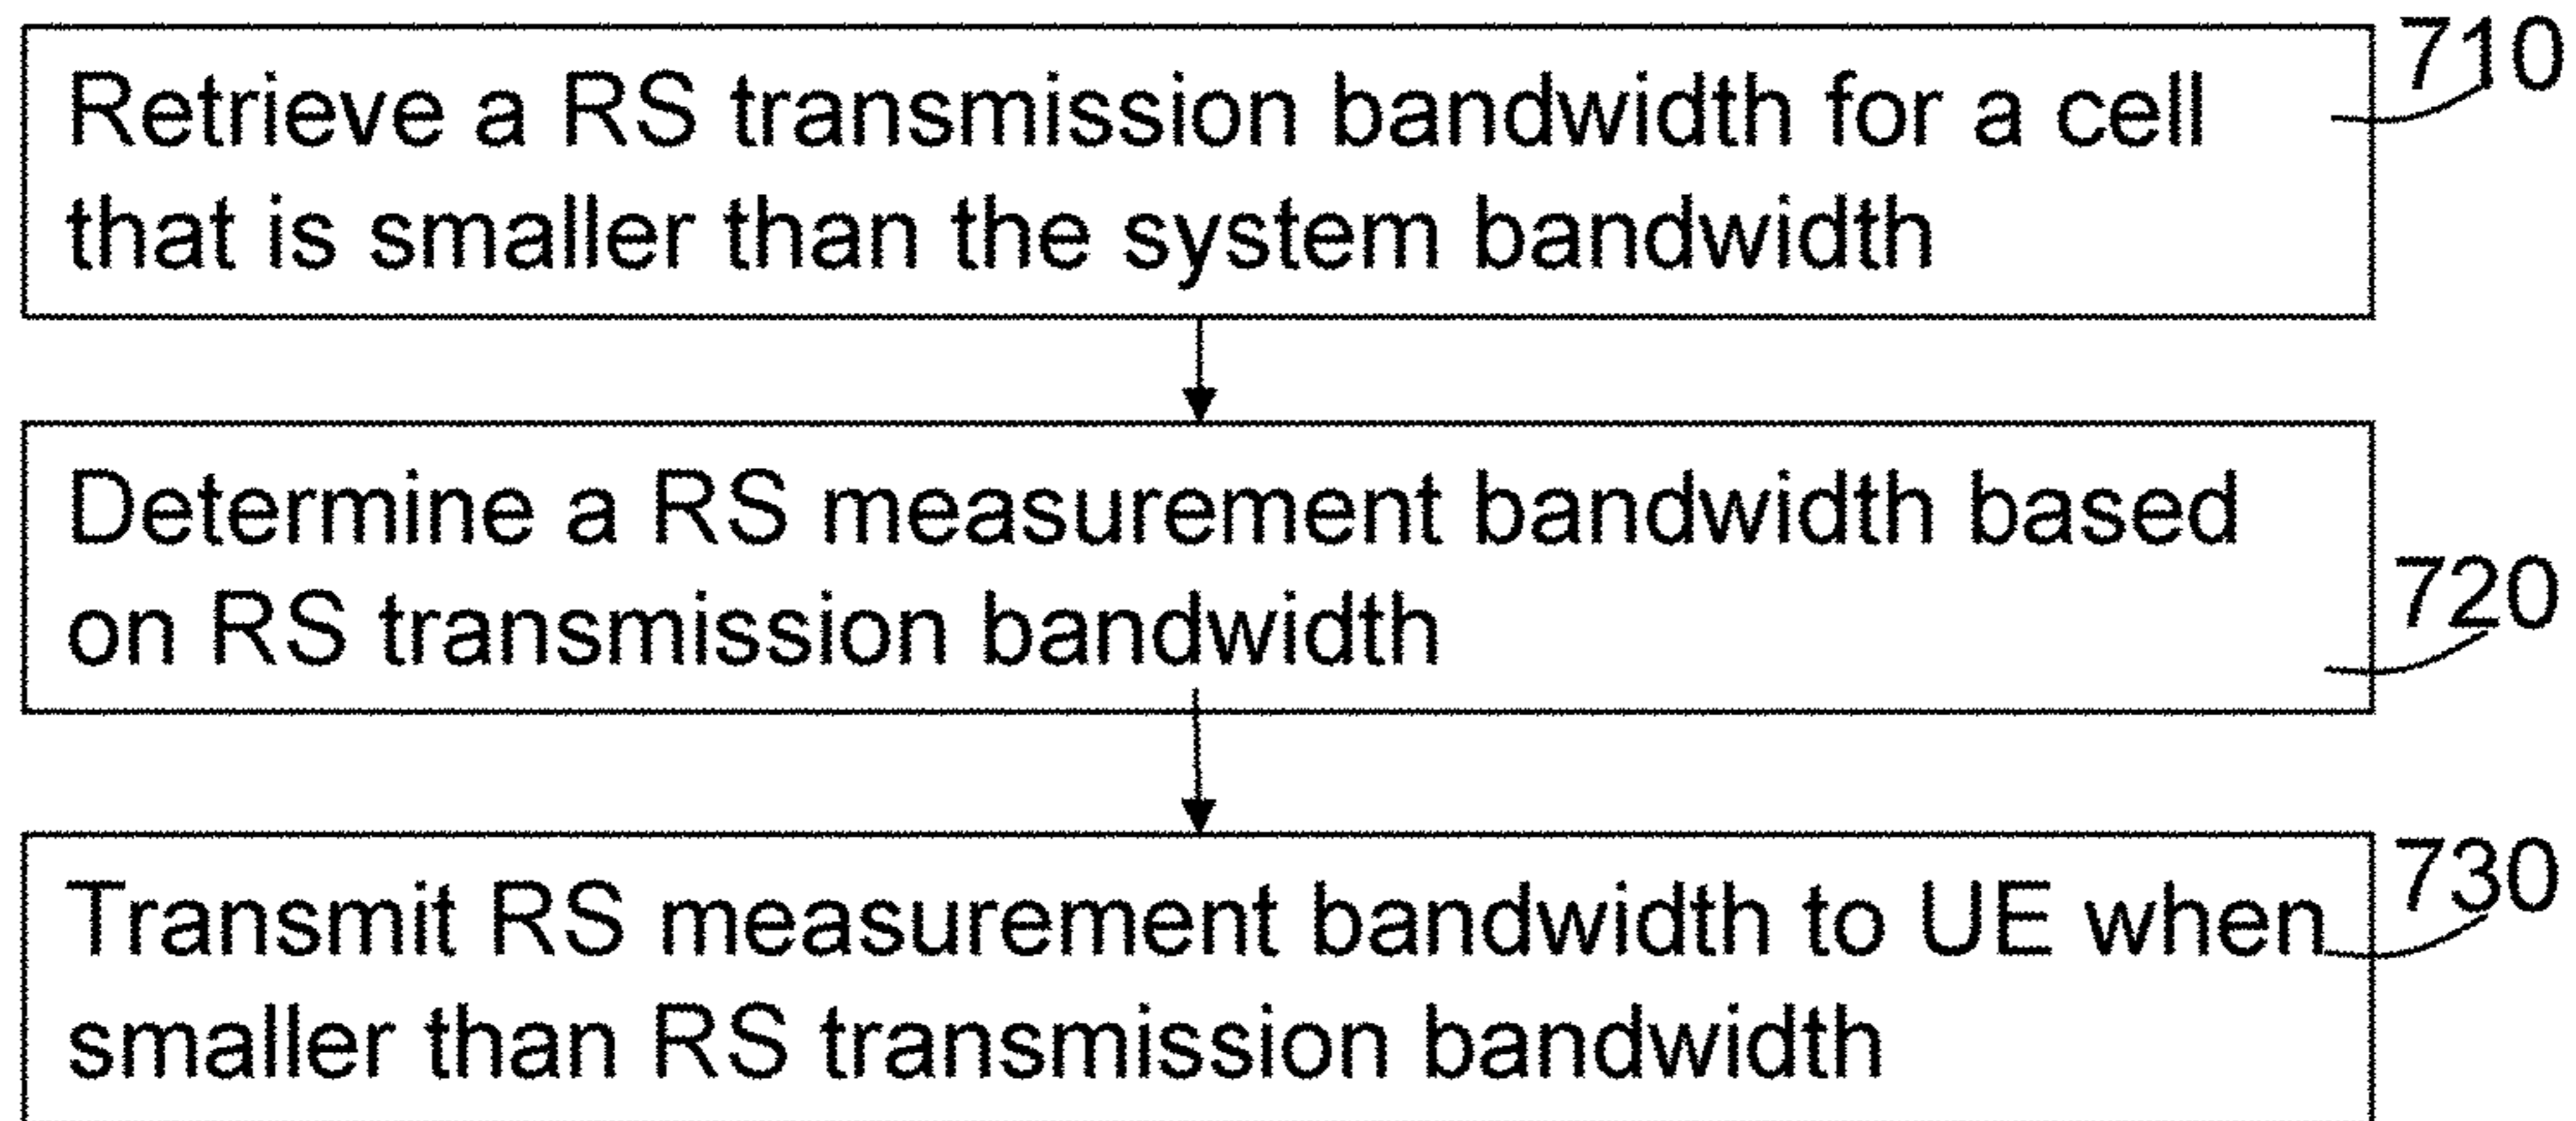 710
Retrieve a RS transmission bandwidth for a cell
that is smaller than the system bandwidth
Determine a RS measurement bandwidth based
on RS transmission bandwidth
720
Transmit RS measurement bandwidth to UE when
730
smaller than RS transmission bandwidth